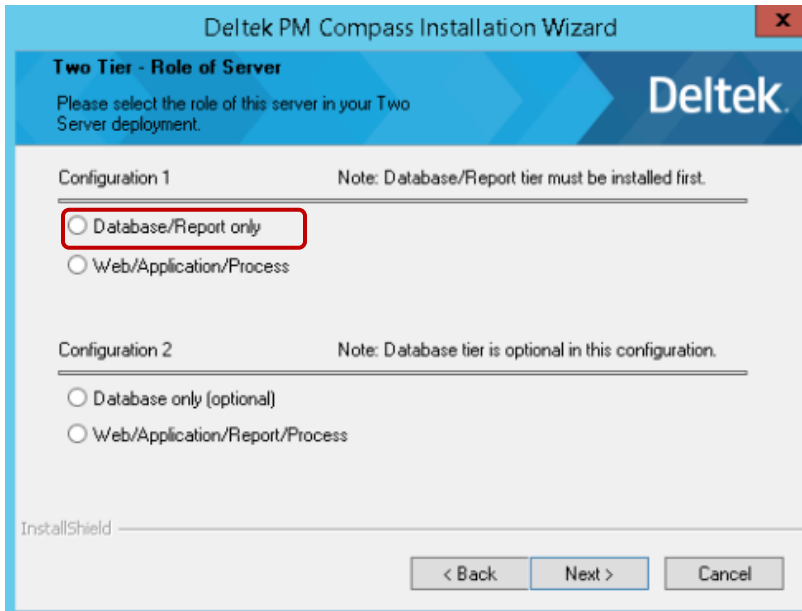 Deltek PM Compass Installation Wizard
x
Two Tier - Role of Server
Please select the role of this server in your Two
Server deployment.
Deltek.
Configuration 1
Note: Database/Report tier must be installed first.
Database/Report only
Web/Application/Process
Configuration 2
Note: Database tier is optional in this configuration.
Database only (optional)
Web/Application/Report/Process
InstallShield
< Back
Next >
Cancel